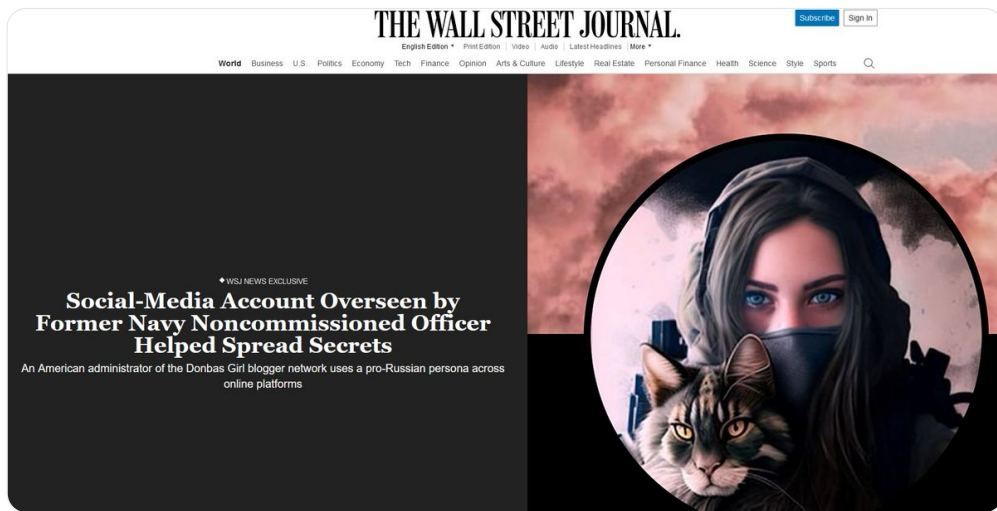 THE WALL STREET JOURNAL.
Subscribe Sign In
English Edition Print Edition Video Audio Latest Headlines More
World Business U.S. Politics Economy Tech Finance Opinion Arts & Culture Lifestyle Real Estate Personal Finance Health Science Style Sports
WSJ NEWS EXCLUSIVE
Social-Media Account Overseen by
Former Navy Noncommissioned Officer
Helped Spread Secrets
An American administrator of the Donbas Girl blogger network uses a pro-Russian persona across
online platforms